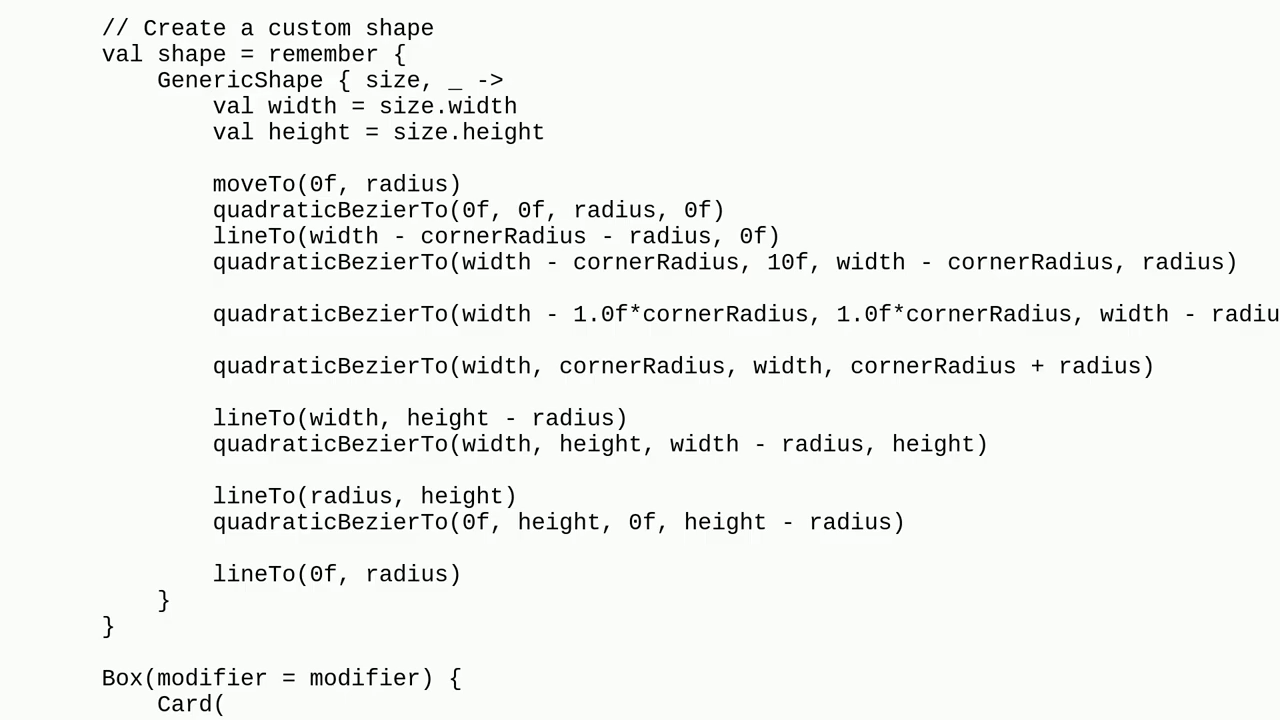 // Create a custom shape
val shape = remember {
GenericShape { size, _ ->
val width = size.width
val height = size.height
moveTo(0f, radius)
quadraticBezierTo(0f, 0f, radius, 0f)
lineTo(width - cornerRadius - radius, 0f)
quadraticBezierTo(width - cornerRadius, 10f, width - cornerRadius, radius)
quadraticBezierTo(width - 1.0f*cornerRadius, 1.0f*cornerRadius, width - radiu
quadraticBezierTo(width, cornerRadius, width, cornerRadius + radius)
lineTo(width, height - radius)
quadraticBezierTo(width, height, width - radius, height)
lineTo(radius, height)
quadraticBezierTo(0f, height, 0f, height - radius)
lineTo(0f, radius)
}
}
Box(modifier = modifier) {
Card(